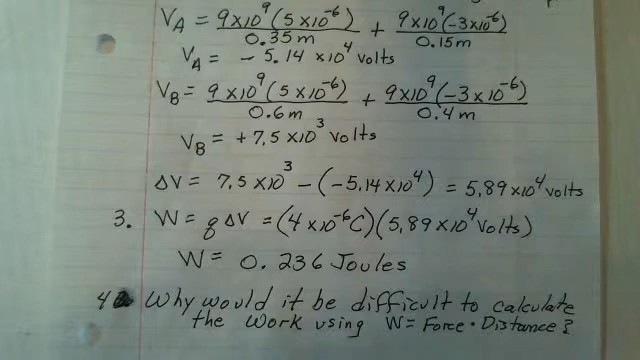 V_A = 9x10^9(5x10^-6)/0.35m + 9x10^9(-3x10^-6)/0.15m
V_A = - 5.14 x10^4 volts
V_B = 9x10^9(5x10^-6)/0.6m + 9x10^9(-3x10^-6)/0.4m
V_B = +7.5x10^3 volts
ΔV = 7.5x10^3 - (-5.14x10^4) = 5.89x10^4 volts
3. W = q ΔV = (4x10^-6C)(5.89x10^4 volts)
W = 0.236 Joules
4 Why would it be difficult to calculate
the work using W = Force · Distance?